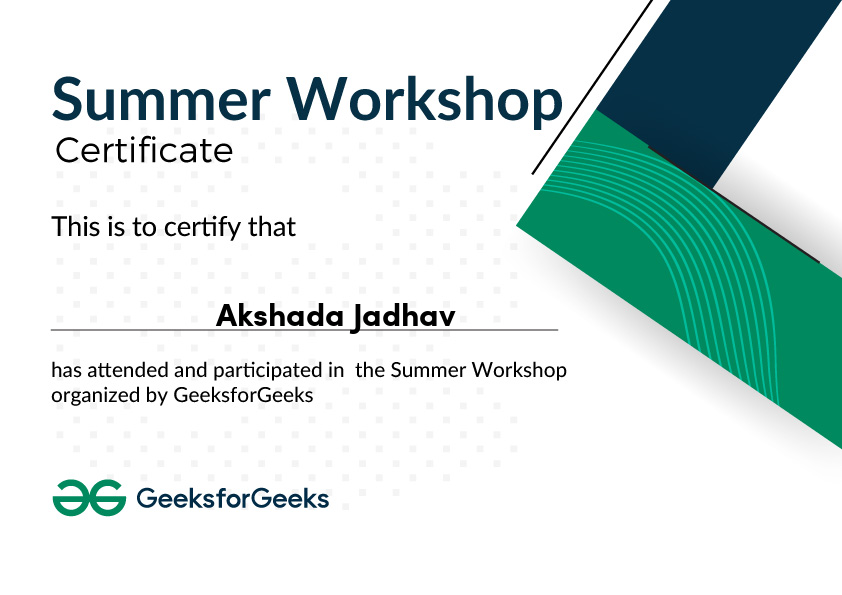 Summer Workshop
Certificate
This is to certify that
Akshada Jadhav
has attended and participated in  the Summer Workshop
organized by GeeksforGeeks
GeeksforGeeks